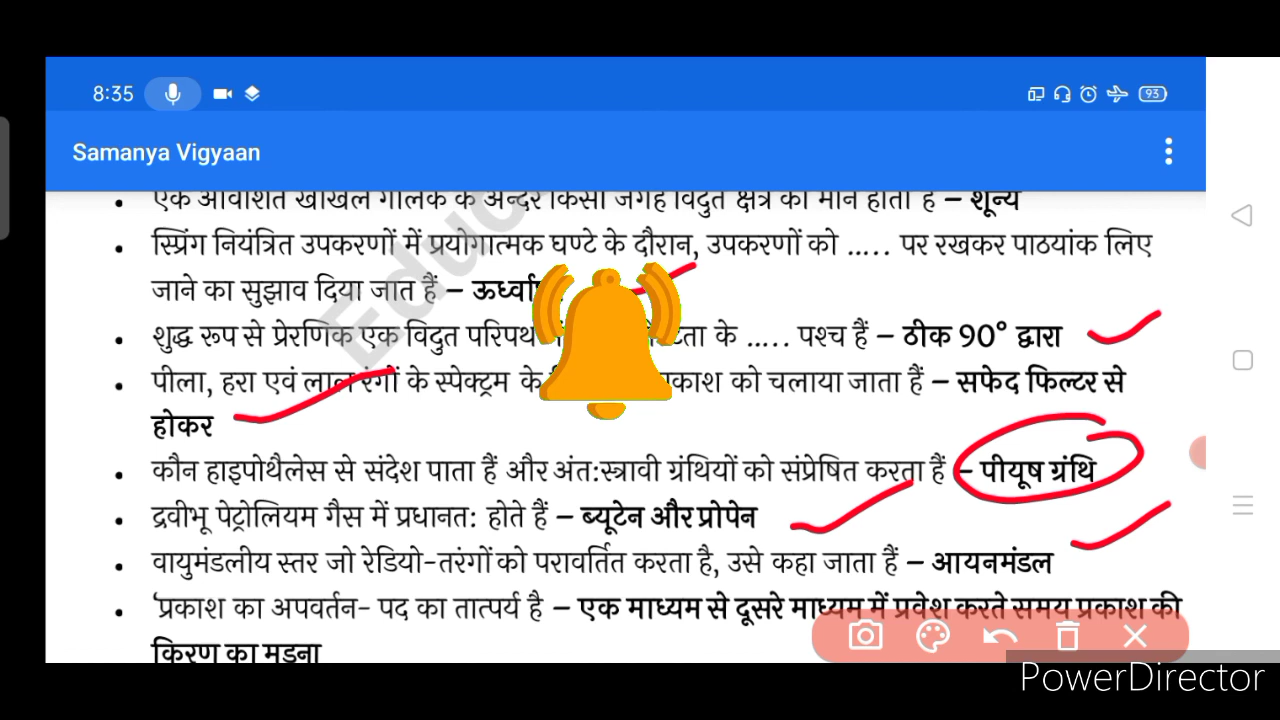 8:35
93
Samanya Vigyaan
एक आवेशित खोखले गोलक के अन्दर किसी जगह विदुत क्षेत्र का मान होता है – शून्य
स्प्रिंग नियंत्रित उपकरणों में प्रयोगात्मक घण्टे के दौरान, उपकरणों को ..... पर रखकर पाठयांक लिए
जाने का सुझाव दिया जात हैं –
शुद्ध रूप से प्रेरणिक एक विदुत परिपथ के ..... पश्च हैं – ठीक 90° द्वारा
पीला, हरा एवं लाल रंगों के स्पेक्ट्रम के को चलाया जाता हैं – सफेद फिल्टर से
होकर
कौन हाइपोथैलेस से संदेश पाता हैं और अंत:स्त्रावी ग्रंथियों को संप्रेषित करता हैं – पीयूष ग्रंथि
द्रवीभू पेट्रोलियम गैस में प्रधानत: होते हैं – ब्यूटेन और प्रोपेन
वायुमंडलीय स्तर जो रेडियो-तरंगों को परावर्तित करता है, उसे कहा जाता हैं – आयनमंडल
'प्रकाश का अपवर्तन- पद का तात्पर्य है – एक माध्यम से दूसरे माध्यम में प्रवेश करते समय प्रकाश की
किरण का मुड़ना
PowerDirector